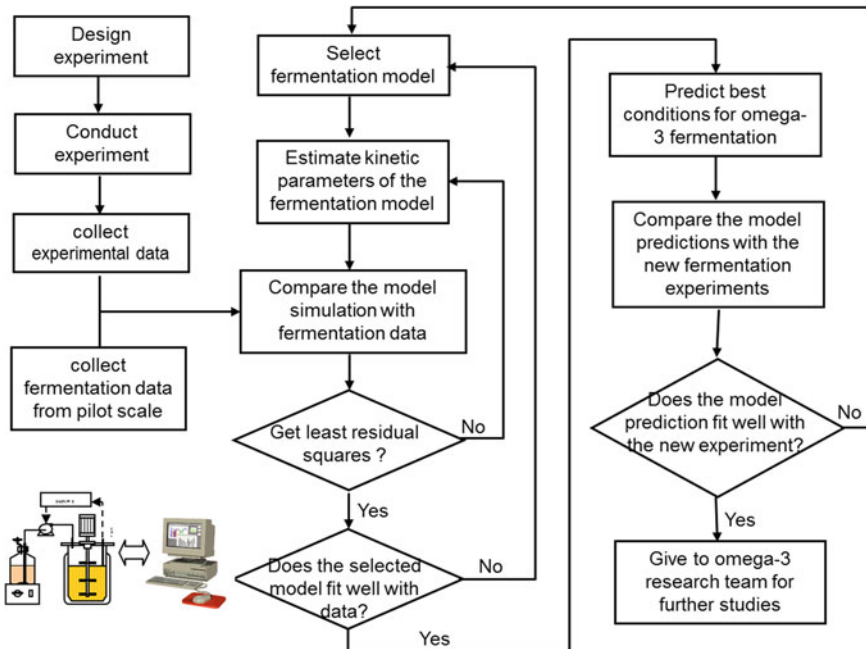 Design
experiment
Conduct
experiment
collect
experimental data
collect
fermentation data
from pilot scale
Select
fermentation model
Estimate kinetic
parameters of the
fermentation model
Compare the model
simulation with
fermentation data
Get least residual
squares ?
No
Yes
Does the selected
model fit well with
data?
No
Yes
Predict best
conditions for omega-
3 fermentation
Compare the model
predictions with the
new fermentation
experiments
Does the model
prediction fit well with
the new experiment?
No
Yes
Give to omega-3
research team for
further studies